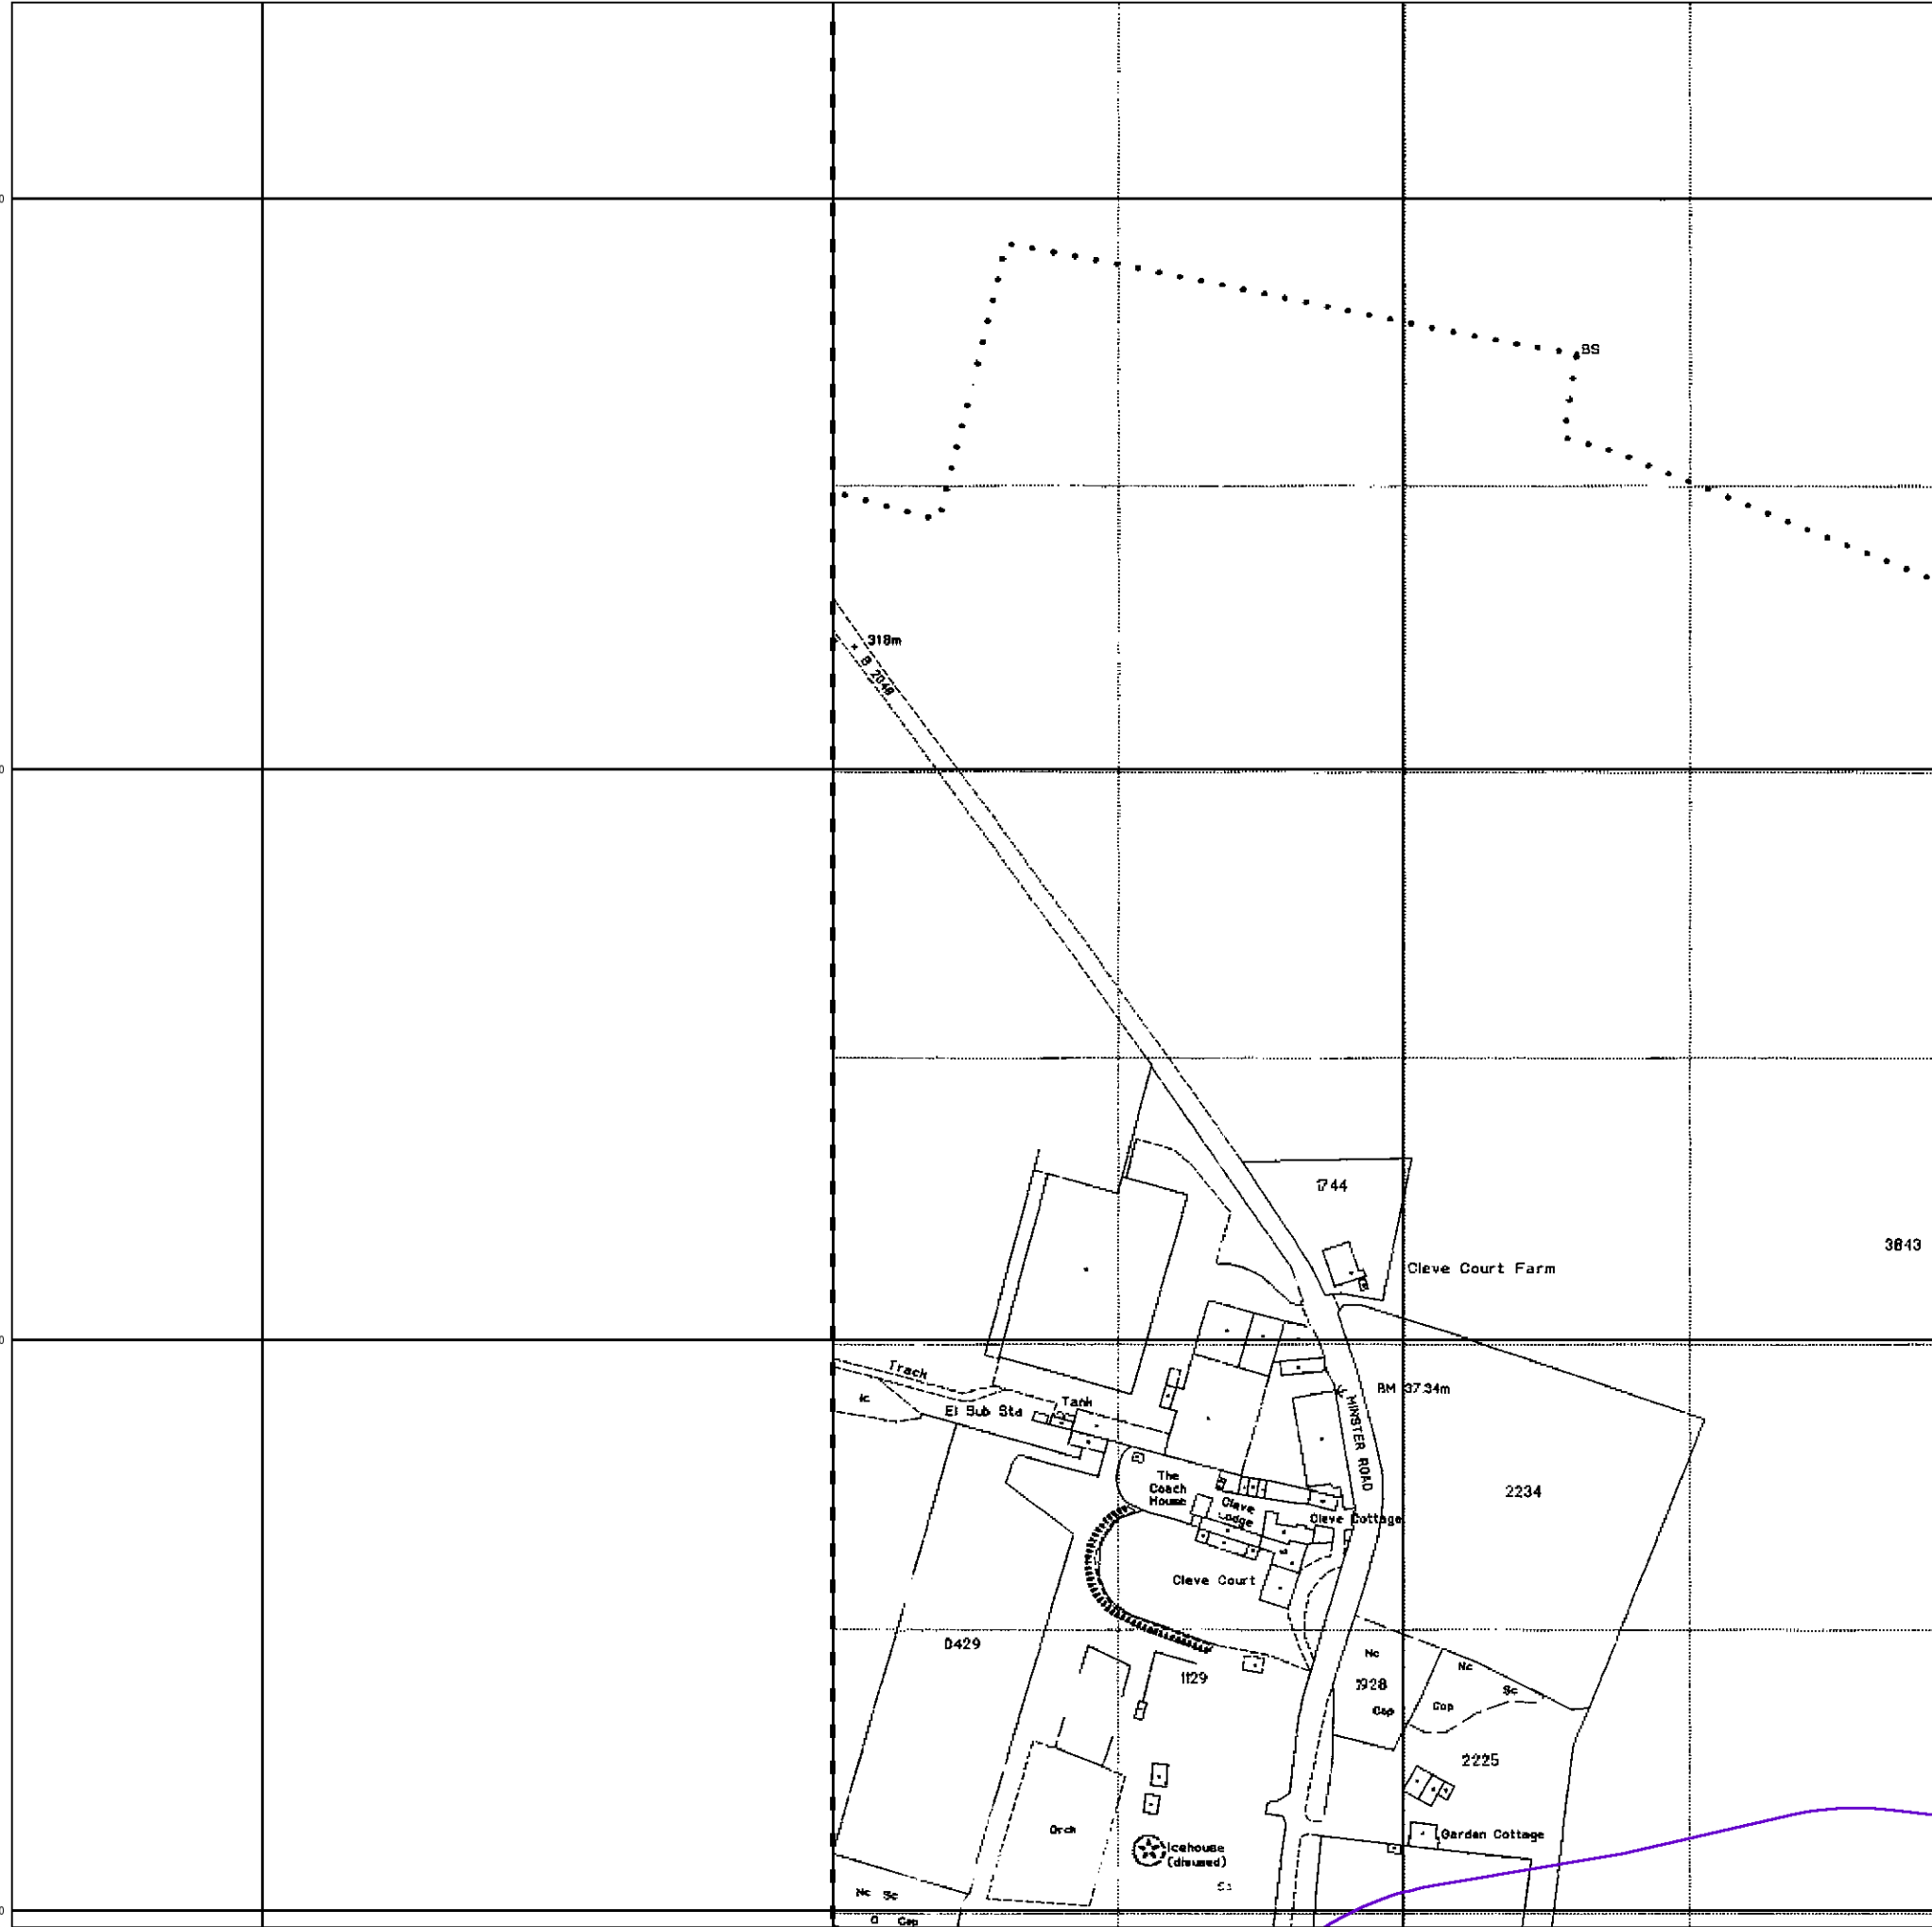 BS
318m
B 2048
1744
3843
Cleve Court Farm
Track
Tank
El Sub Sta
BM 37.34m
MINSTER ROAD
The
Coach
House
Cleve
Lodge
Cleve Cottage
2234
Cleve Court
0429
1129
Nc
Nc
Sc
1928
Cop
Cop
2225
Orch
Garden Cottage
Icehouse
(disused)
Nc Sc
Cop